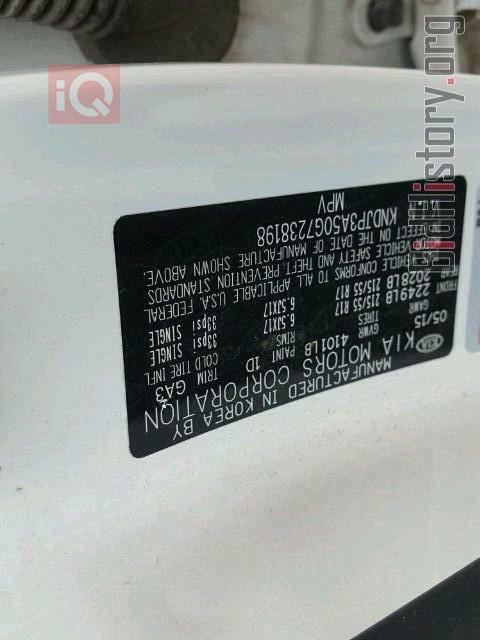 iQ
bidHistory.org
KIA
MANUFACTURED IN KOREA BY
KIA MOTORS CORPORATION
05/15 GVWR 4101LB PAINT 1D TRIM GA3
GAWR TIRES RIMS COLD TIRE INFL
FRONT 2249LB 215/55 R17 6.5JX17 33psi SINGLE
REAR 2028LB 215/55 R17 6.5JX17 33psi SINGLE
VEHICLE CONFORMS TO ALL APPLICABLE U.S.A. FEDERAL
VEHICLE SAFETY AND THEFT PREVENTION STANDARDS
EFFECT ON THE DATE OF MANUFACTURE SHOWN ABOVE.
KNDJP3A50G7238198
MPV